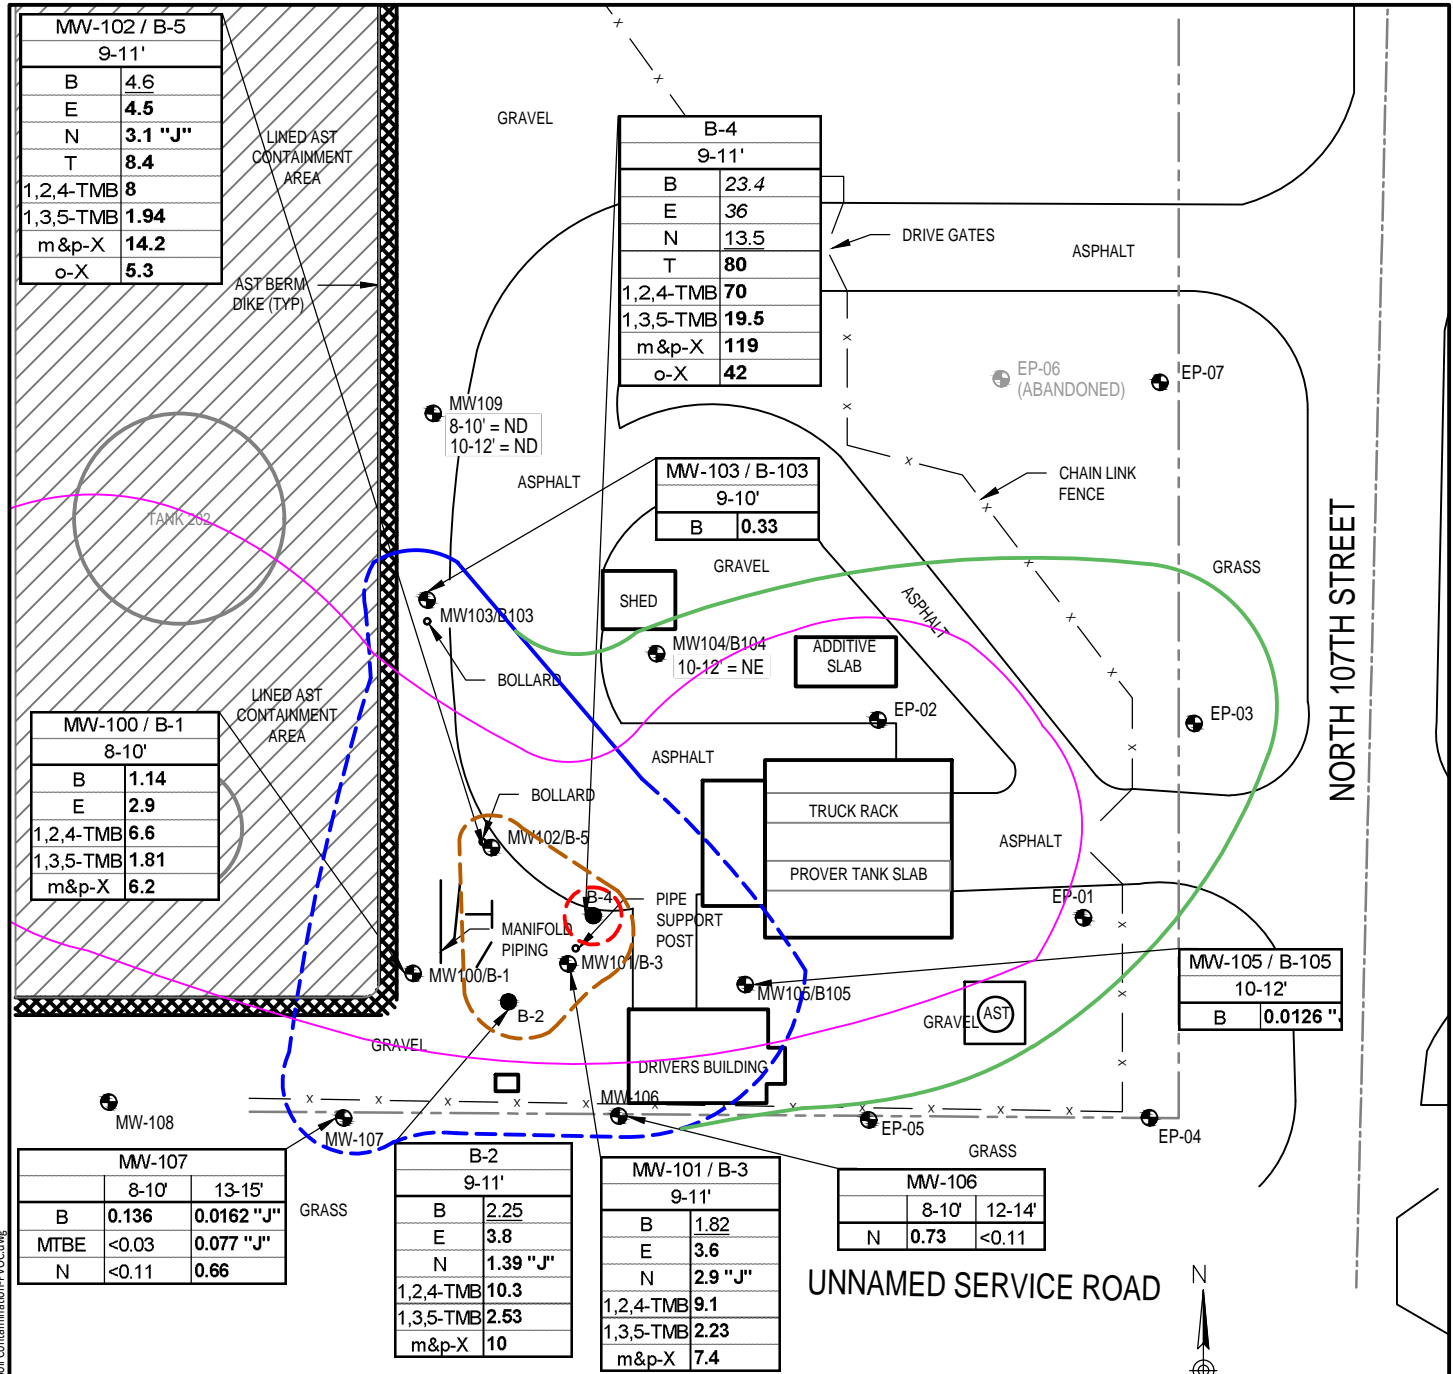 MW-102 / B-5
9-11'
B 4.6
E 4.5
N 3.1 "J"
T 8.4
1,2,4-TMB 8
1,3,5-TMB 1.94
m&p-X 14.2
o-X 5.3
LINED AST
CONTAINMENT
AREA
AST BERM
DIKE (TYP)
GRAVEL
B-4
9-11'
B 23.4
E 36
N 13.5
T 80
1,2,4-TMB 70
1,3,5-TMB 19.5
m&p-X 119
o-X 42
DRIVE GATES
ASPHALT
EP-06
(ABANDONED)
EP-07
MW109
8-10' = ND
10-12' = ND
ASPHALT
MW-103 / B-103
9-10'
B 0.33
CHAIN LINK
FENCE
TANK 202
GRAVEL
GRASS
NORTH 107TH STREET
SHED
ASPHALT
MW103/B103
BOLLARD
MW104/B104
10-12' = NE
ADDITIVE
SLAB
LINED AST
CONTAINMENT
AREA
EP-02
EP-03
MW-100 / B-1
8-10'
B 1.14
E 2.9
1,2,4-TMB 6.6
1,3,5-TMB 1.81
m&p-X 6.2
ASPHALT
BOLLARD
MW102/B-5
TRUCK RACK
PROVER TANK SLAB
ASPHALT
B-4
PIPE
SUPPORT
POST
MANIFOLD
PIPING
EP-01
MW100/B-1
MW101/B-3
MW105/B105
MW-105 / B-105
10-12'
B 0.0126 "
B-2
GRAVEL
AST
GRAVEL
DRIVERS BUILDING
MW-108
MW-107
MW-106
EP-05
EP-04
GRASS
MW-107
8-10' 13-15'
B 0.136 0.0162 "J"
MTBE <0.03 0.077 "J"
N <0.11 0.66
GRASS
B-2
9-11'
B 2.25
E 3.8
N 1.39 "J"
1,2,4-TMB 10.3
1,3,5-TMB 2.53
m&p-X 10
MW-101 / B-3
9-11'
B 1.82
E 3.6
N 2.9 "J"
1,2,4-TMB 9.1
1,3,5-TMB 2.23
m&p-X 7.4
MW-106
8-10' 12-14'
N 0.73 <0.11
UNNAMED SERVICE ROAD
N